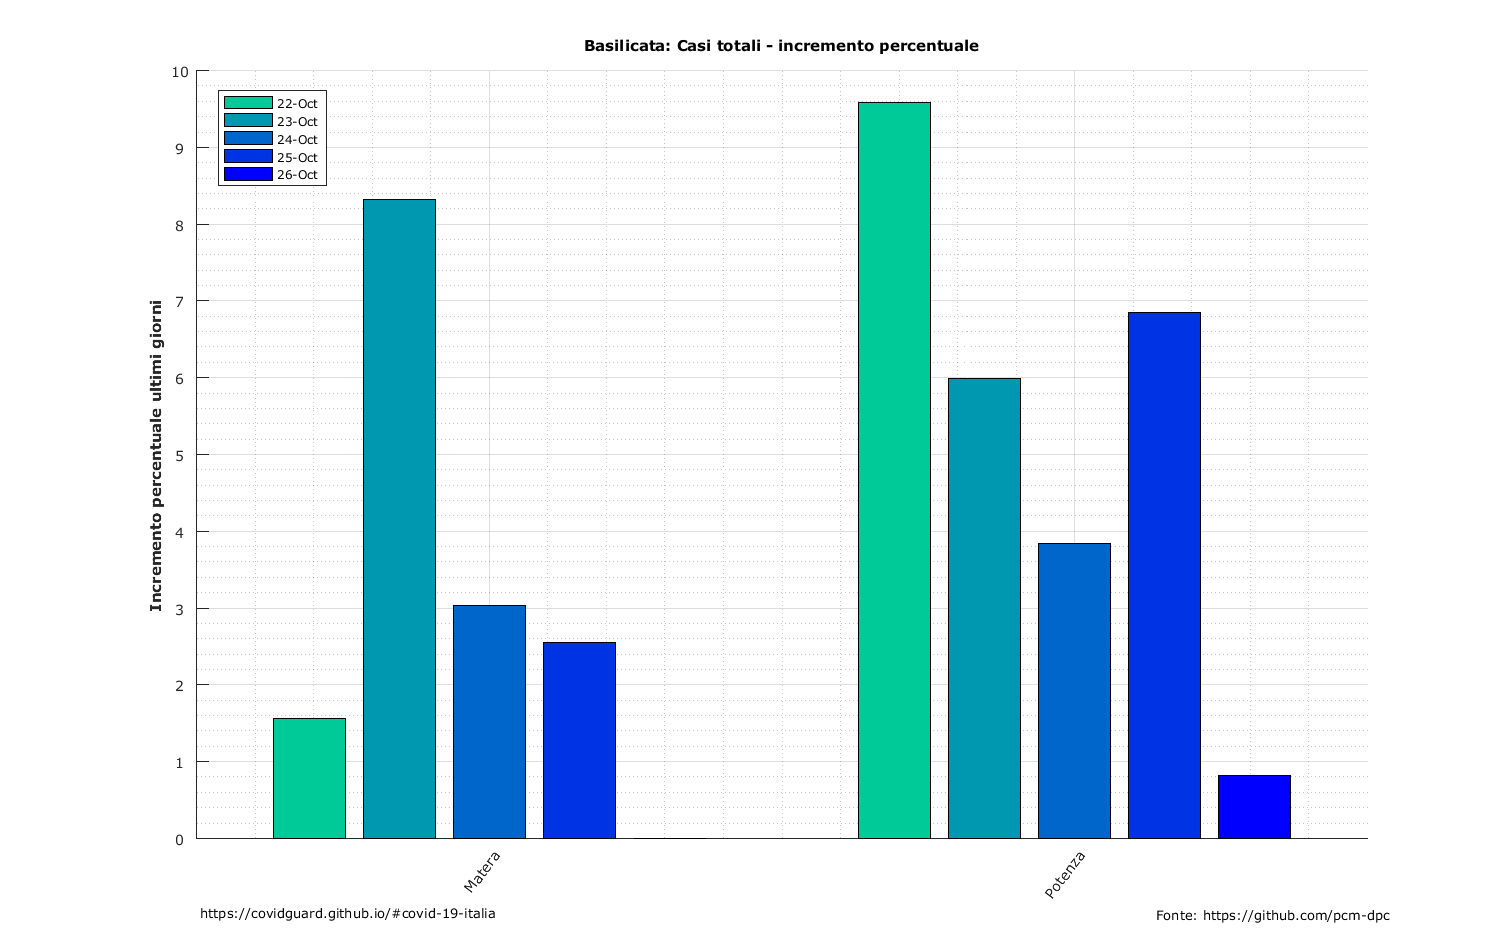 Basilicata: Casi totali - incremento percentuale
10
9
8
7
6
5
4
3
2
1
0
Incremento percentuale ultimi giorni
22-Oct
23-Oct
24-Oct
25-Oct
26-Oct
Matera
Potenza
https://covidguard.github.io/#covid-19-italia
Fonte: https://github.com/pcm-dpc